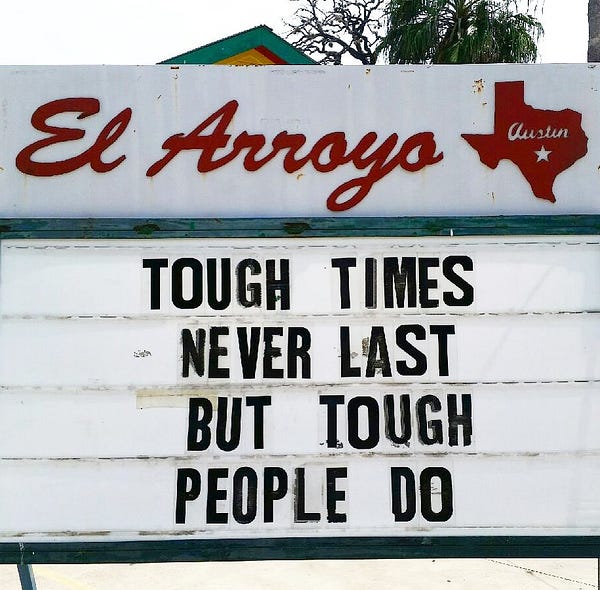 El Arroyo
Austin
TOUGH TIMES
NEVER LAST
BUT TOUGH
PEOPLE DO